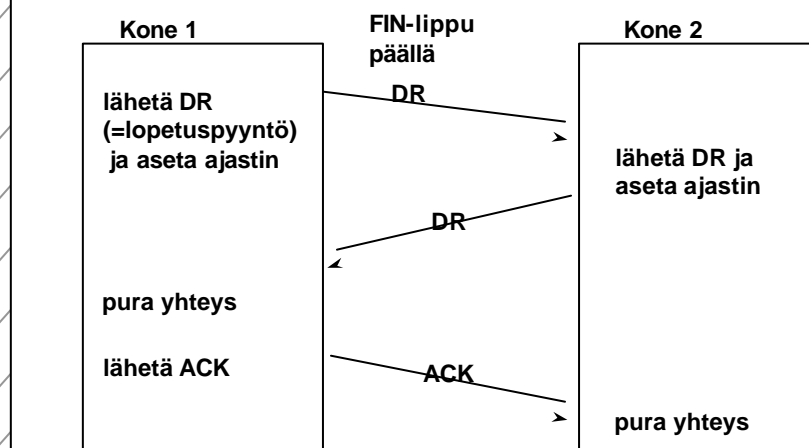 Kone 1
FIN-lippu
päällä
Kone 2
lähetä DR
(=lopetuspyyntö)
ja aseta ajastin
DR
lähetä DR ja
aseta ajastin
DR
pura yhteys
lähetä ACK
ACK
pura yhteys